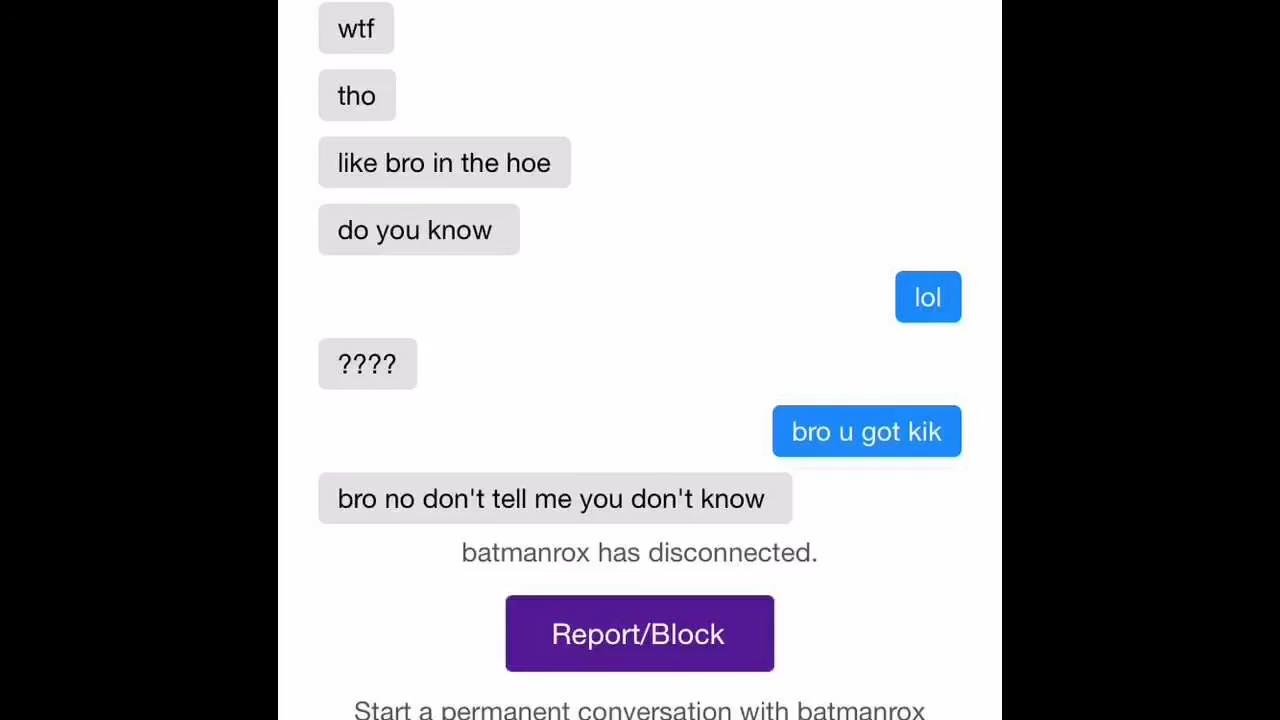 wtf
tho
like bro in the hoe
do you know
lol
????
bro u got kik
bro no don't tell me you don't know
batmanrox has disconnected.
Report/Block
Start a permanent conversation with batmanrox